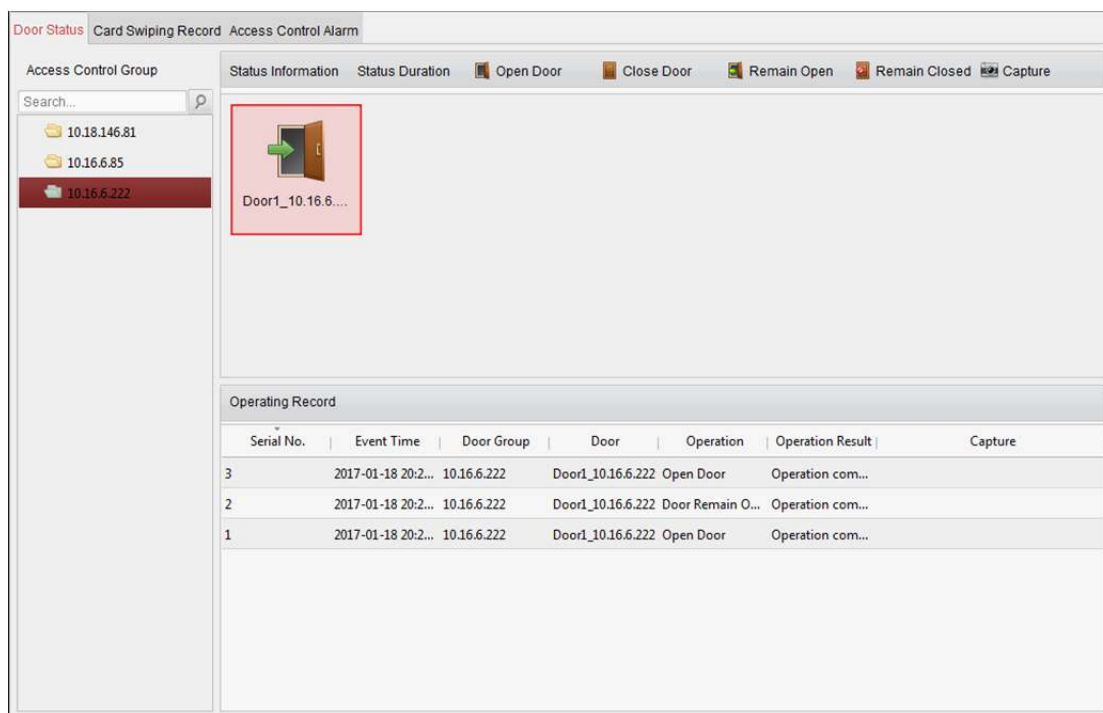 Door Status Card Swiping Record Access Control Alarm
Access Control Group
Search...
10.18.146.81
10.16.6.85
10.16.6.222
Status Information Status Duration Open Door Close Door Remain Open Remain Closed Capture
Door1_10.16.6....
Operating Record
Serial No. Event Time Door Group Door Operation Operation Result Capture
3 2017-01-18 20:2... 10.16.6.222 Door1_10.16.6.222 Open Door Operation com...
2 2017-01-18 20:2... 10.16.6.222 Door1_10.16.6.222 Door Remain O... Operation com...
1 2017-01-18 20:2... 10.16.6.222 Door1_10.16.6.222 Open Door Operation com...